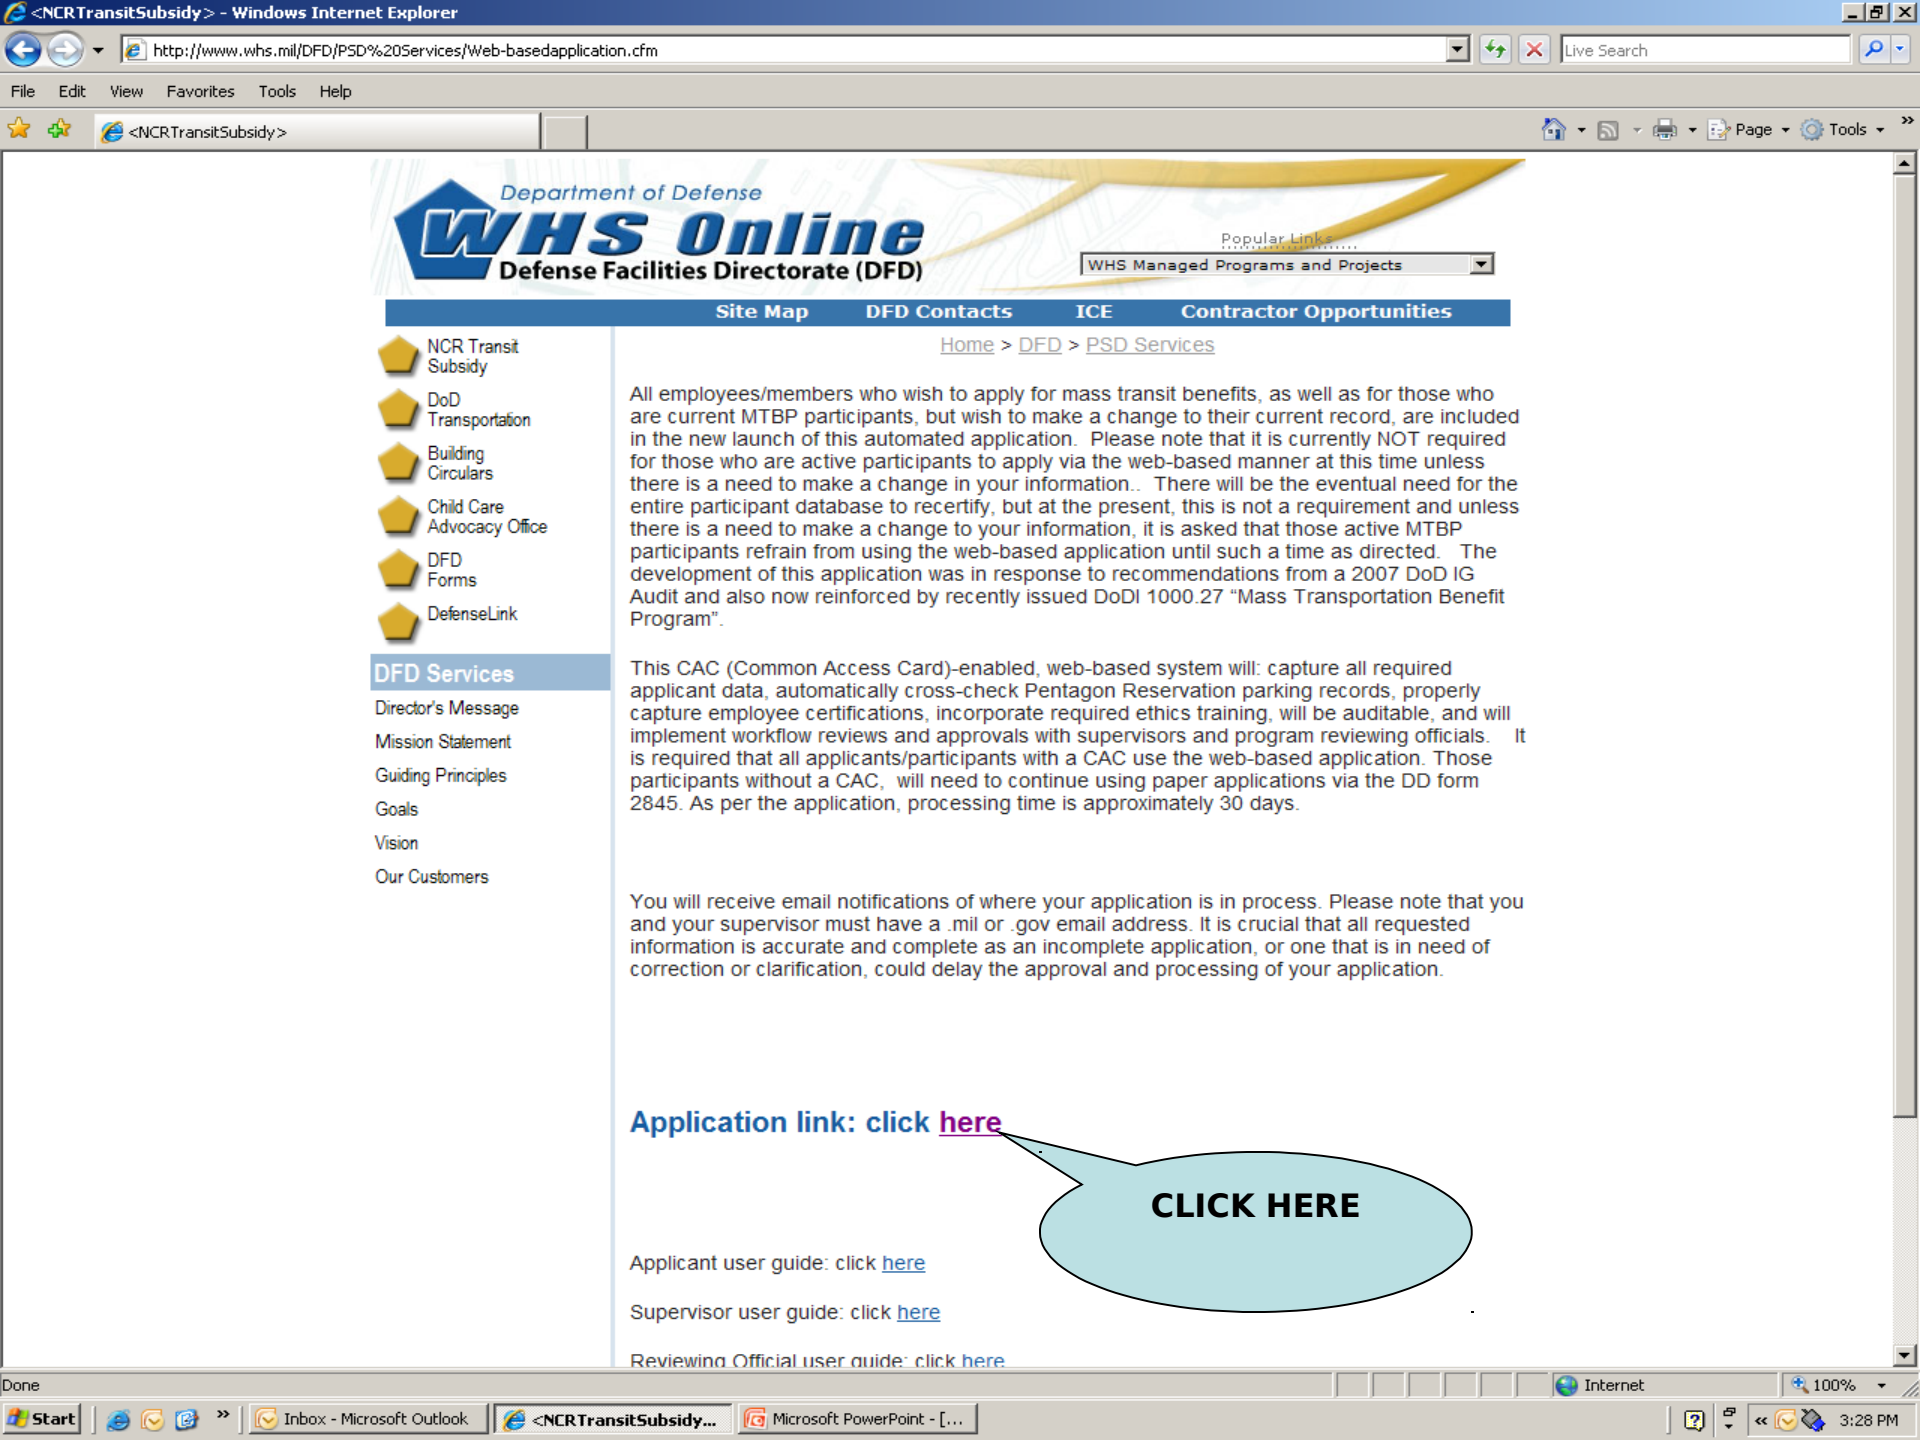 <NCRTransitSubsidy> - Windows Internet Explorer
http://www.whs.mil/DFD/PSD%20Services/Web-basedapplication.cfm
Live Search
File Edit View Favorites Tools Help
<NCRTransitSubsidy>
Page Tools »
Department of Defense
WHS Online
Defense Facilities Directorate (DFD)
Popular Links
WHS Managed Programs and Projects
Site Map DFD Contacts ICE Contractor Opportunities
NCR Transit
Subsidy
DoD
Transportation
Building
Circulars
Child Care
Advocacy Office
DFD
Forms
DefenseLink
DFD Services
Director's Message
Mission Statement
Guiding Principles
Goals
Vision
Our Customers
Home > DFD > PSD Services
All employees/members who wish to apply for mass transit benefits, as well as for those who
are current MTBP participants, but wish to make a change to their current record, are included
in the new launch of this automated application.  Please note that it is currently NOT required
for those who are active participants to apply via the web-based manner at this time unless
there is a need to make a change in your information..  There will be the eventual need for the
entire participant database to recertify, but at the present, this is not a requirement and unless
there is a need to make a change to your information, it is asked that those active MTBP
participants refrain from using the web-based application until such a time as directed.   The
development of this application was in response to recommendations from a 2007 DoD IG
Audit and also now reinforced by recently issued DoDI 1000.27 “Mass Transportation Benefit
Program”.
This CAC (Common Access Card)-enabled, web-based system will: capture all required
applicant data, automatically cross-check Pentagon Reservation parking records, properly
capture employee certifications, incorporate required ethics training, will be auditable, and will
implement workflow reviews and approvals with supervisors and program reviewing officials.    It
is required that all applicants/participants with a CAC use the web-based application. Those
participants without a CAC,  will need to continue using paper applications via the DD form
2845. As per the application, processing time is approximately 30 days.
You will receive email notifications of where your application is in process. Please note that you
and your supervisor must have a .mil or .gov email address. It is crucial that all requested
information is accurate and complete as an incomplete application, or one that is in need of
correction or clarification, could delay the approval and processing of your application.
Application link: click here
CLICK HERE
Applicant user guide: click here
Supervisor user guide: click here
Reviewing Official user guide: click here
Done Internet 100%
Start » Inbox - Microsoft Outlook <NCRTransitSubsidy... Microsoft PowerPoint - [... « 3:28 PM